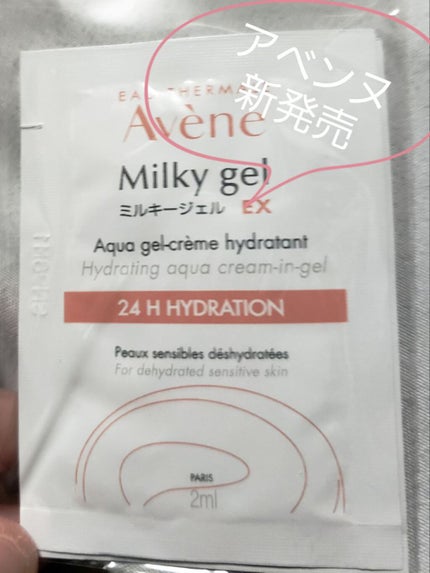 アベンヌ
新発売
EAU THERMALE
Avène
Milky gel
ミルキージェル EX
Aqua gel-crème hydratant
Hydrating aqua cream-in-gel
24 H HYDRATION
Peaux sensibles déshydratées
For dehydrated sensitive skin
PARIS
2ml